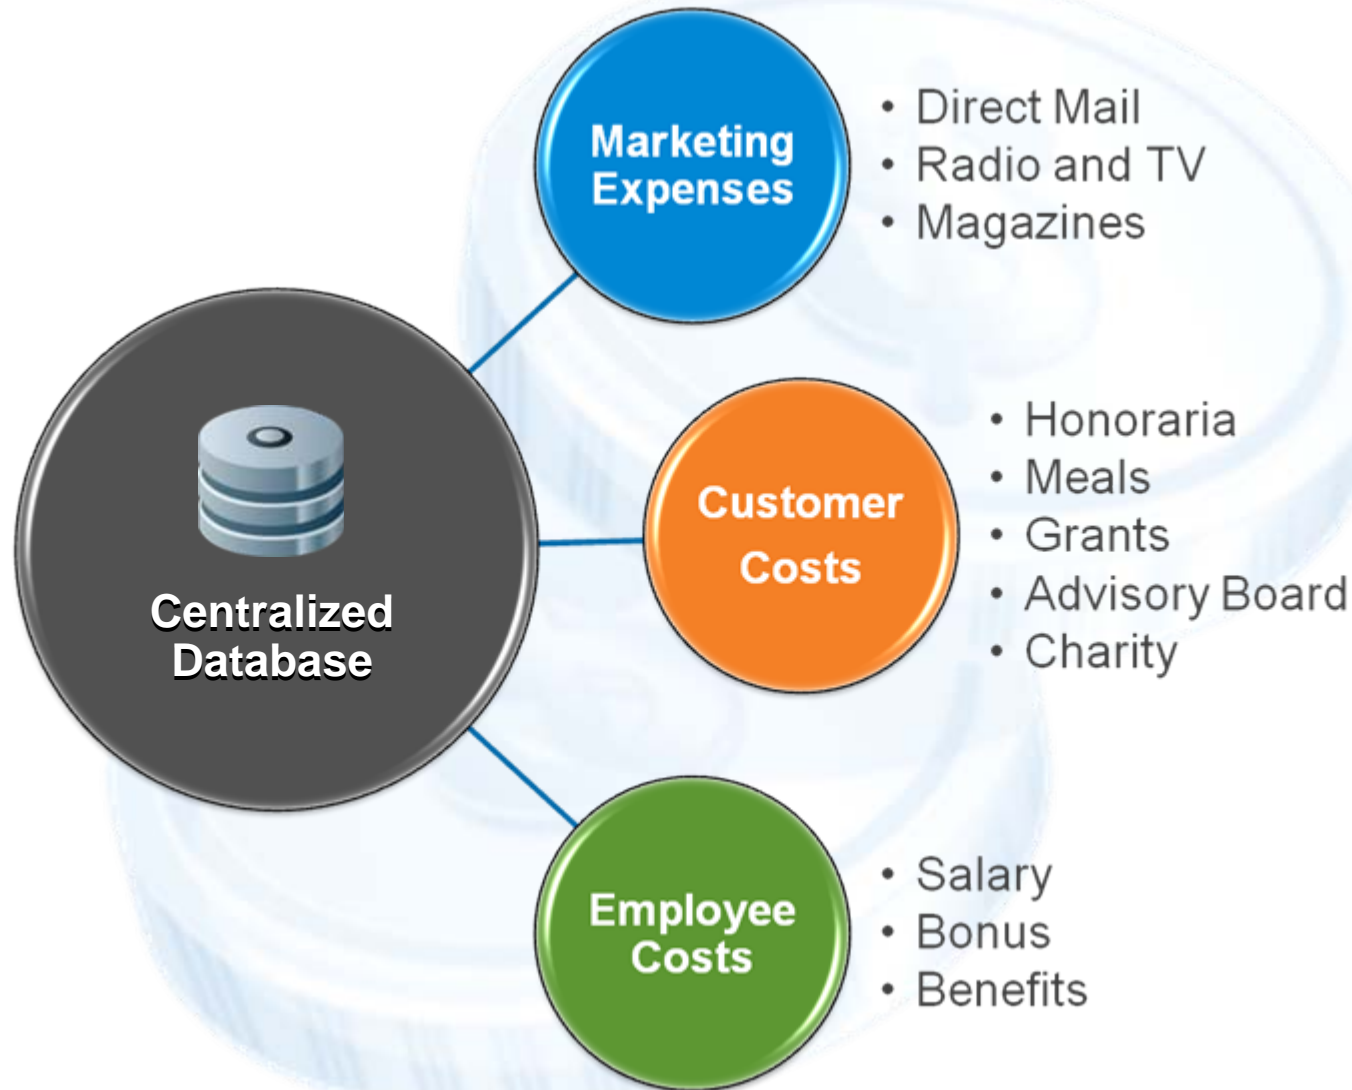 Marketing
Expenses
• Direct Mail
• Radio and TV
• Magazines
Centralized
Database
Customer
Costs
• Honoraria
• Meals
• Grants
• Advisory Board
• Charity
Employee
Costs
• Salary
• Bonus
• Benefits